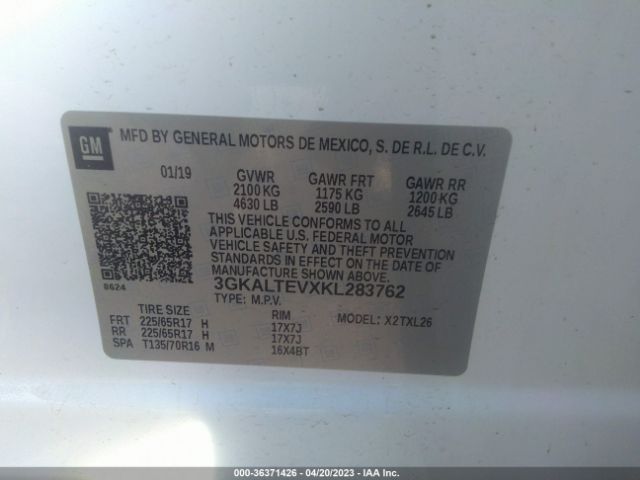 GM
MFD BY GENERAL MOTORS DE MEXICO, S. DE R.L. DE C.V.
01/19 GVWR GAWR FRT GAWR RR
2100 KG 1175 KG 1200 KG
4630 LB 2590 LB 2645 LB
THIS VEHICLE CONFORMS TO ALL
APPLICABLE U.S. FEDERAL MOTOR
VEHICLE SAFETY AND THEFT PREVENTION
STANDARDS IN EFFECT ON THE DATE OF
MANUFACTURE SHOWN ABOVE.
8624
3GKALTEVXKL283762
TYPE: M.P.V.
TIRE SIZE RIM MODEL: X2TXL26
FRT 225/65R17 H 17X7J
RR 225/65R17 H 17X7J
SPA T135/70R16 M 16X4BT
000-36371426 - 04/20/2023 - IAA Inc.